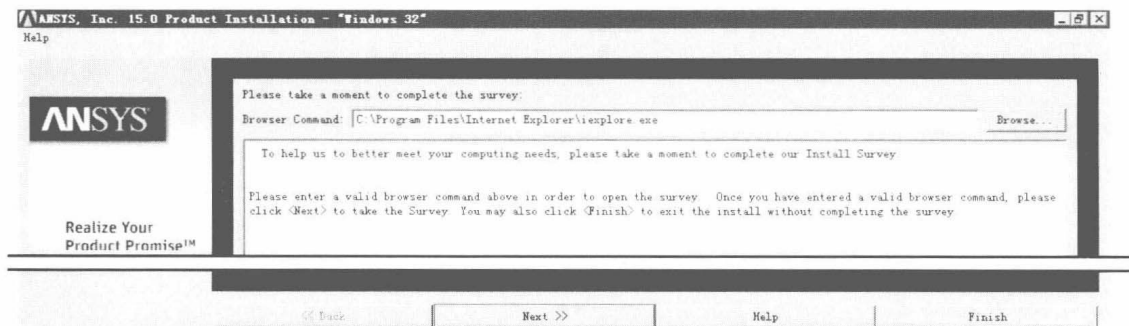 ANSYS, Inc. 15.0 Product Installation - "Windows 32"
Help
ANSYS
Please take a moment to complete the survey:
Browser Command: C:\Program Files\Internet Explorer\iexplore.exe Browse...
To help us to better meet your computing needs, please take a moment to complete our Install Survey
Please enter a valid browser command above in order to open the survey. Once you have entered a valid browser command, please
click <Next> to take the Survey. You may also click <Finish> to exit the install without completing the survey
Realize Your
Product Promise™
<< Back Next >> Help Finish